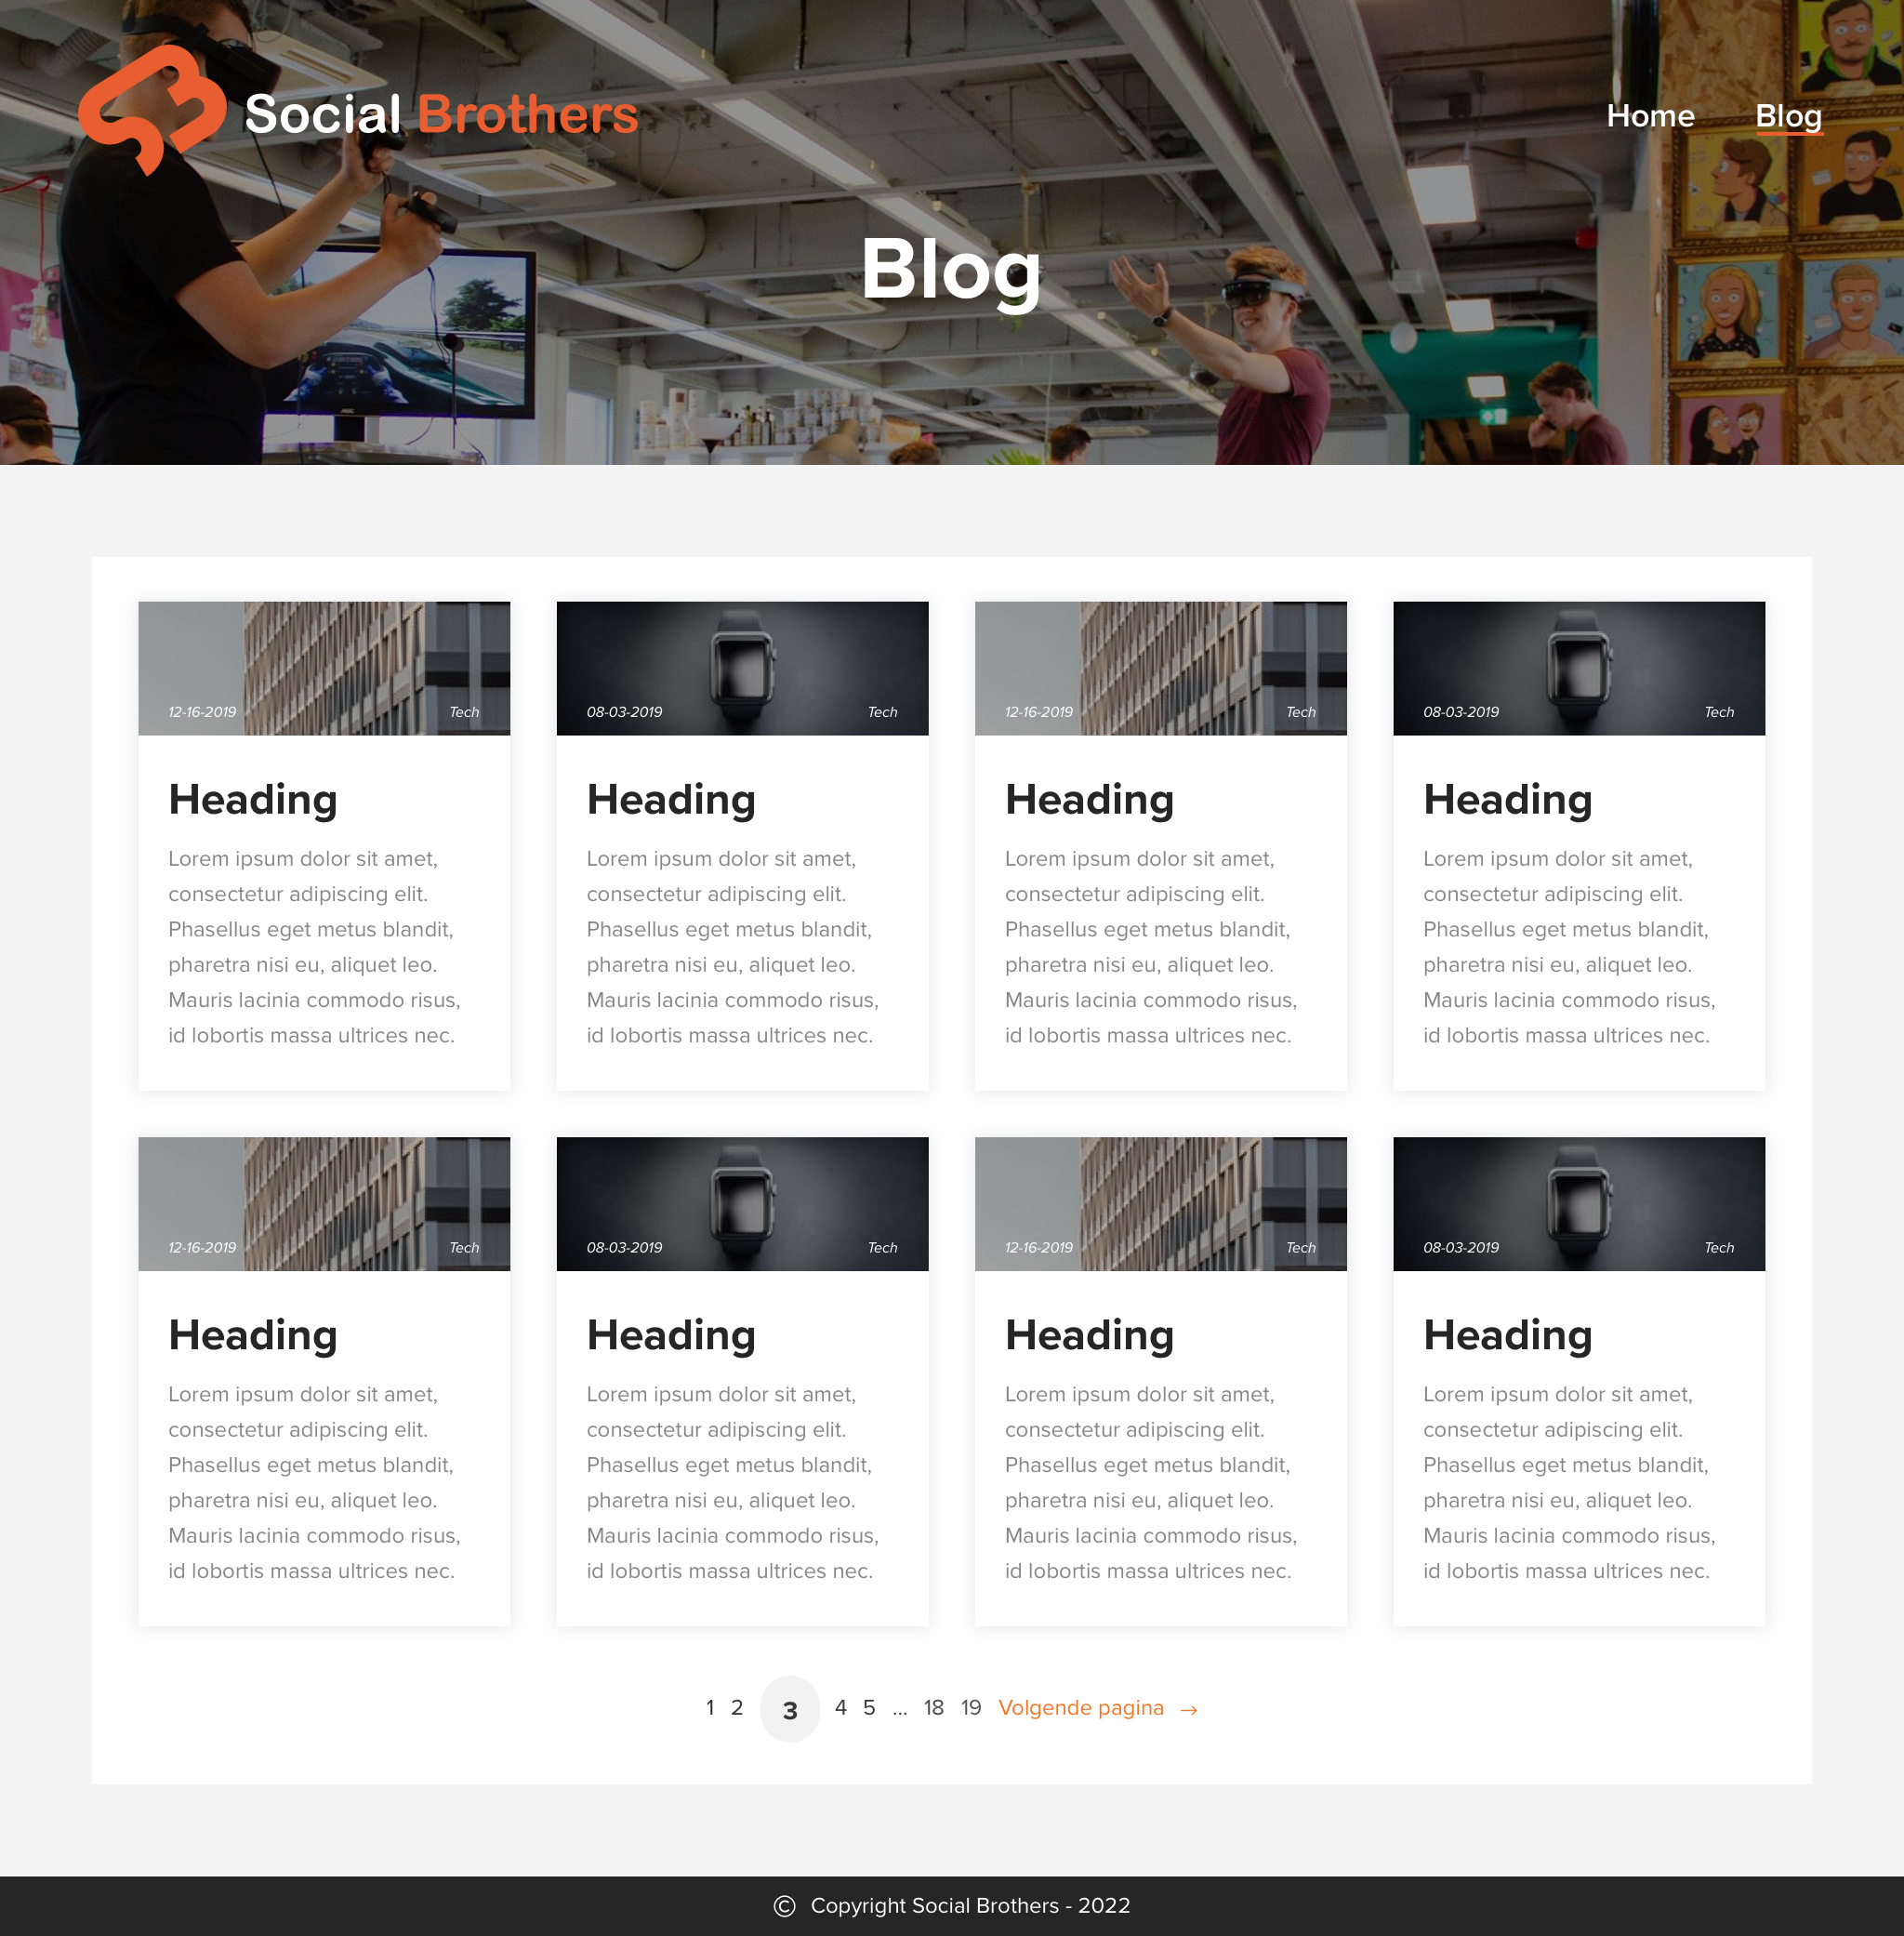 Social Brothers
Home Blog
Blog
12-16-2019 Tech
08-03-2019 Tech
12-16-2019 Tech
08-03-2019 Tech
Heading
Lorem ipsum dolor sit amet,
consectetur adipiscing elit.
Phasellus eget metus blandit,
pharetra nisi eu, aliquet leo.
Mauris lacinia commodo risus,
id lobortis massa ultrices nec.
Heading
Lorem ipsum dolor sit amet,
consectetur adipiscing elit.
Phasellus eget metus blandit,
pharetra nisi eu, aliquet leo.
Mauris lacinia commodo risus,
id lobortis massa ultrices nec.
Heading
Lorem ipsum dolor sit amet,
consectetur adipiscing elit.
Phasellus eget metus blandit,
pharetra nisi eu, aliquet leo.
Mauris lacinia commodo risus,
id lobortis massa ultrices nec.
Heading
Lorem ipsum dolor sit amet,
consectetur adipiscing elit.
Phasellus eget metus blandit,
pharetra nisi eu, aliquet leo.
Mauris lacinia commodo risus,
id lobortis massa ultrices nec.
12-16-2019 Tech
08-03-2019 Tech
12-16-2019 Tech
08-03-2019 Tech
Heading
Lorem ipsum dolor sit amet,
consectetur adipiscing elit.
Phasellus eget metus blandit,
pharetra nisi eu, aliquet leo.
Mauris lacinia commodo risus,
id lobortis massa ultrices nec.
Heading
Lorem ipsum dolor sit amet,
consectetur adipiscing elit.
Phasellus eget metus blandit,
pharetra nisi eu, aliquet leo.
Mauris lacinia commodo risus,
id lobortis massa ultrices nec.
Heading
Lorem ipsum dolor sit amet,
consectetur adipiscing elit.
Phasellus eget metus blandit,
pharetra nisi eu, aliquet leo.
Mauris lacinia commodo risus,
id lobortis massa ultrices nec.
Heading
Lorem ipsum dolor sit amet,
consectetur adipiscing elit.
Phasellus eget metus blandit,
pharetra nisi eu, aliquet leo.
Mauris lacinia commodo risus,
id lobortis massa ultrices nec.
1 2 3 4 5 ... 18 19 Volgende pagina →
© Copyright Social Brothers - 2022